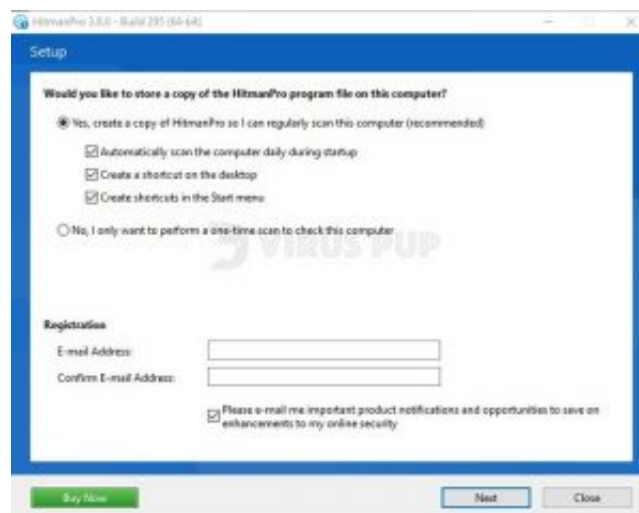 HitmanPro 3.8.0 - Build 295 (64-bit)
Setup
Would you like to store a copy of the HitmanPro program file on this computer?
Yes, create a copy of HitmanPro so I can regularly scan this computer (recommended)
Automatically scan the computer daily during startup
Create a shortcut on the desktop
Create shortcuts in the Start menu
No, I only want to perform a one-time scan to check this computer
VIRUS PUP
Registration
E-mail Address:
Confirm E-mail Address:
Please e-mail me important product notifications and opportunities to save on
enhancements to my online security
Buy Now
Next
Close